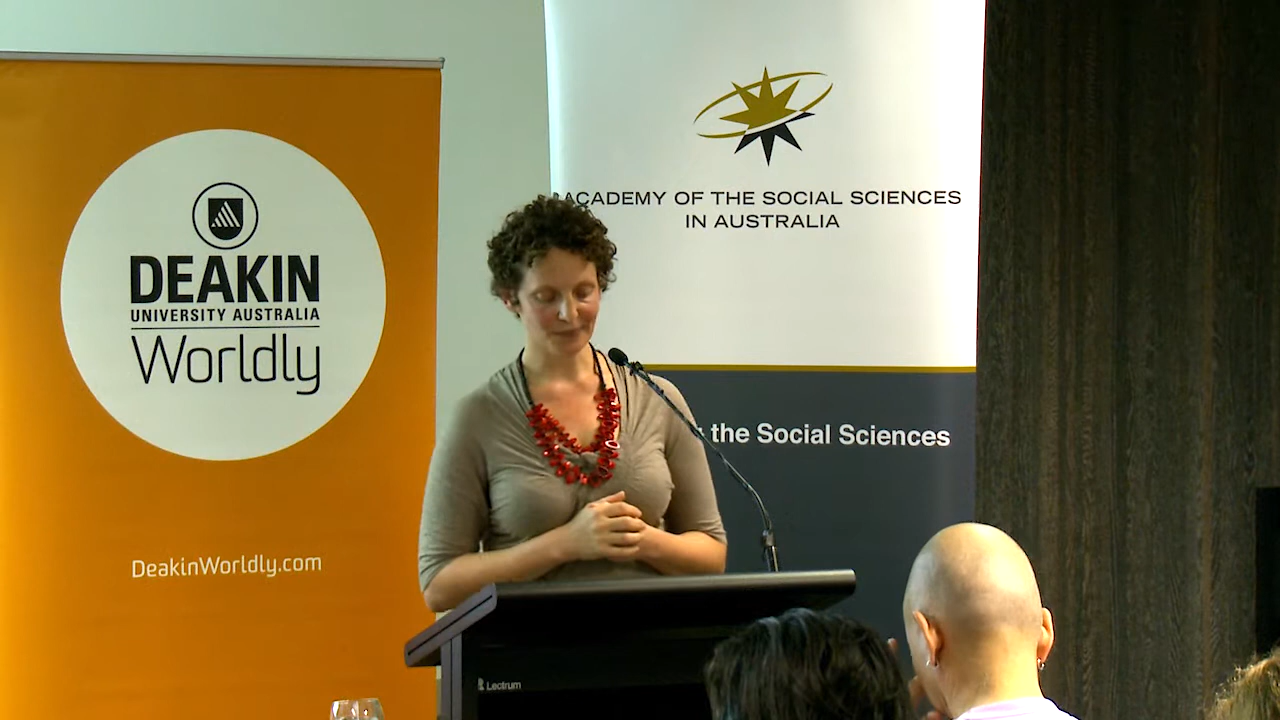 DEAKIN
UNIVERSITY AUSTRALIA
Worldly
DeakinWorldly.com
ACADEMY OF THE SOCIAL SCIENCES
IN AUSTRALIA
the Social Sciences
Lectrum